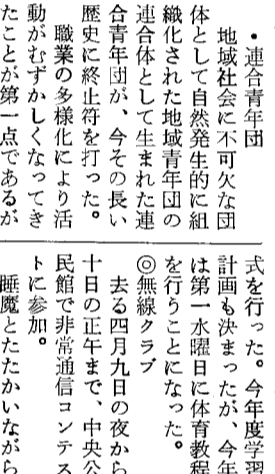 ・連合青年団
地域社会に不可欠な団
体として自然発生的に組
織化された地域青年団の
連合体として生まれた連
合青年団が、今その長い
歴史に終止符を打った。
職業の多様化により活
動がむずかしくなってき
たことが第一点であるが
式を行った。今年度学習
計画も決まったが、今年
は第一水曜日に体育教程
を行うことになった。
◎無線クラブ
去る四月九日の夜から
十日の正午まで、中央公
民館で非常通信コンテス
トに参加。
睡魔とたたかいながら